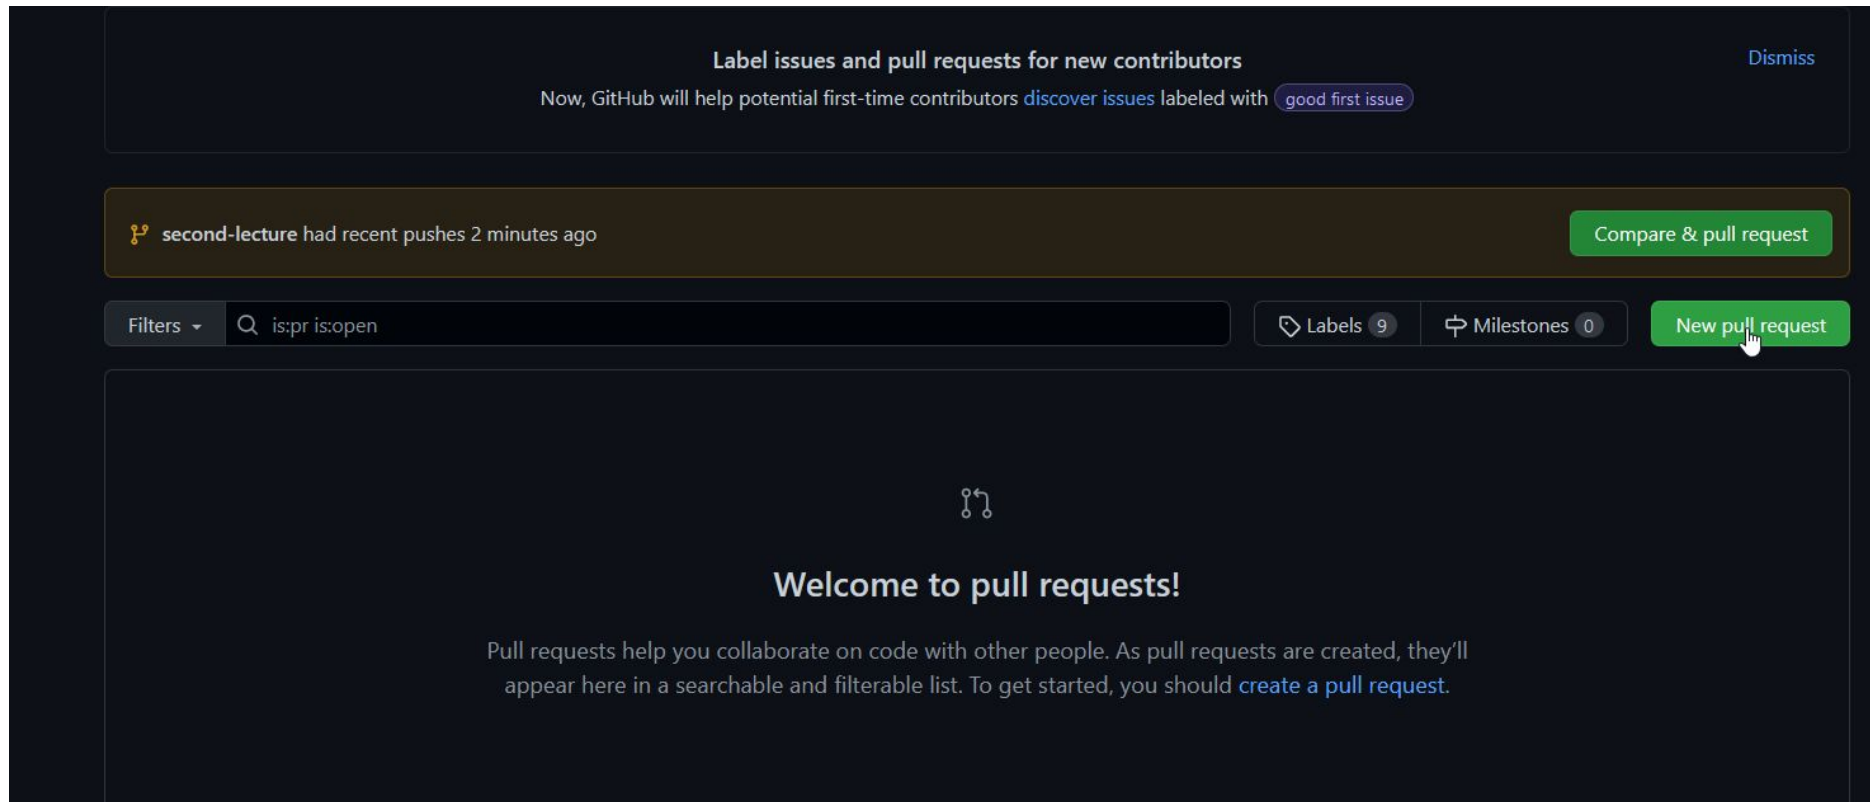 Label issues and pull requests for new contributors
Dismiss
Now, GitHub will help potential first-time contributors discover issues labeled with good first issue
second-lecture had recent pushes 2 minutes ago
Compare & pull request
Filters
is:pr is:open
Labels 9
Milestones 0
New pull request
Welcome to pull requests!
Pull requests help you collaborate on code with other people. As pull requests are created, they’ll
appear here in a searchable and filterable list. To get started, you should create a pull request.